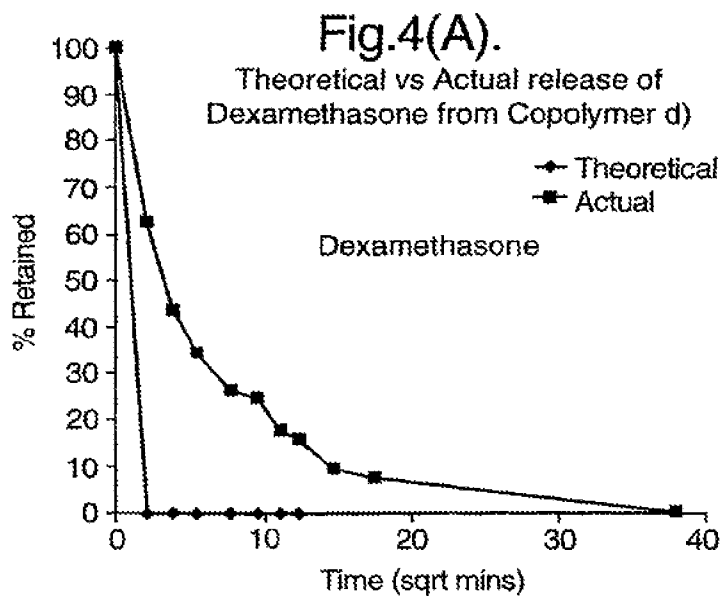 Fig.4(A).
Theoretical vs Actual release of
Dexamethasone from Copolymer d)
Theoretical
Actual
Dexamethasone
% Retained
100
90
80
70
60
50
40
30
20
10
0
0 10 20 30 40
Time (sqrt mins)